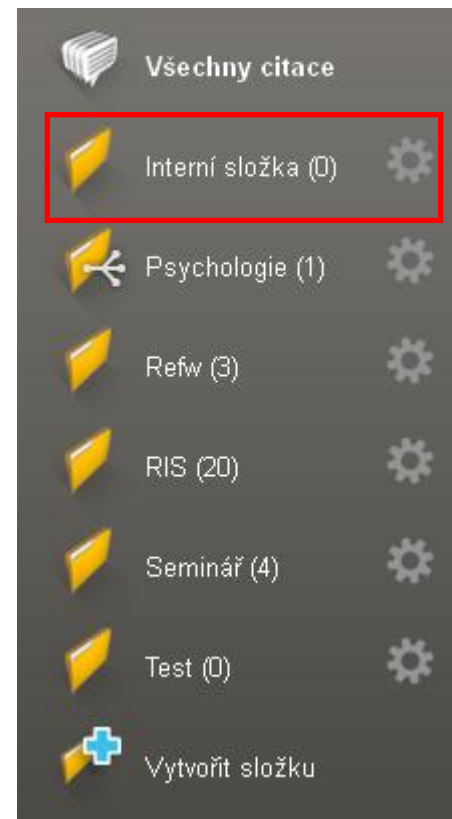 Všechny citace
Interní složka (0)
Psychologie (1)
Refw (3)
RIS (20)
Seminář (4)
Test (0)
Vytvořit složku